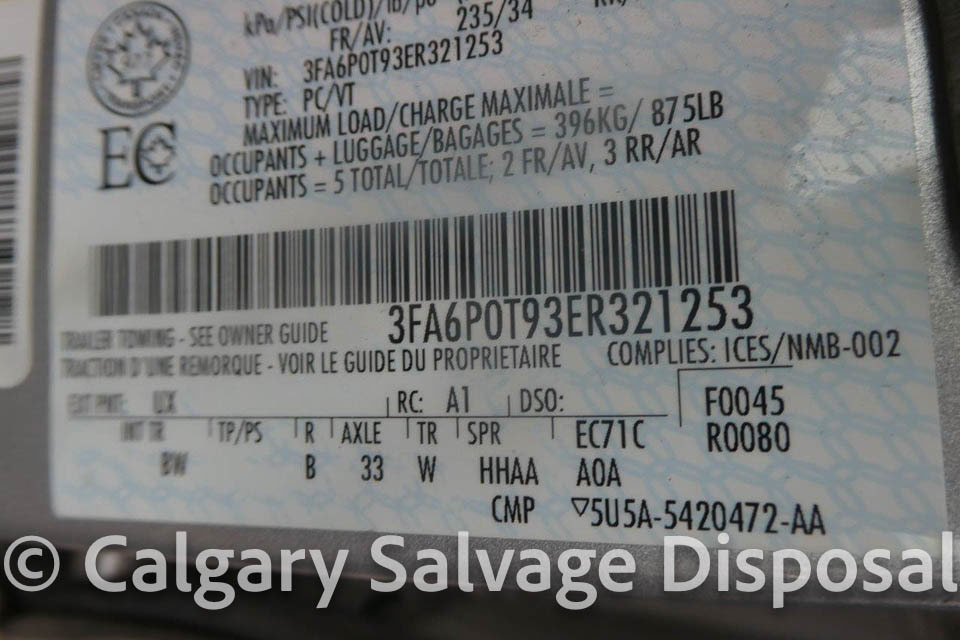 kPa/PSI(COLD)/lb/po
FR/AV: 235/34
VIN: 3FA6P0T93ER321253
TYPE: PC/VT
MAXIMUM LOAD/CHARGE MAXIMALE =
OCCUPANTS + LUGGAGE/BAGAGES = 396KG/ 875LB
OCCUPANTS = 5 TOTAL/TOTALE; 2 FR/AV, 3 RR/AR
EC
3FA6P0T93ER321253
TRAILER TOWING - SEE OWNER GUIDE
TRACTION D'UNE REMORQUE - VOIR LE GUIDE DU PROPRIETAIRE
COMPLIES: ICES/NMB-002
EXT PNT: UX RC: A1 DSO: F0045
INT TR TP/PS R AXLE TR SPR EC71C R0080
BW B 33 W HHAA A0A
CMP ▽5U5A-5420472-AA
© Calgary Salvage Disposal